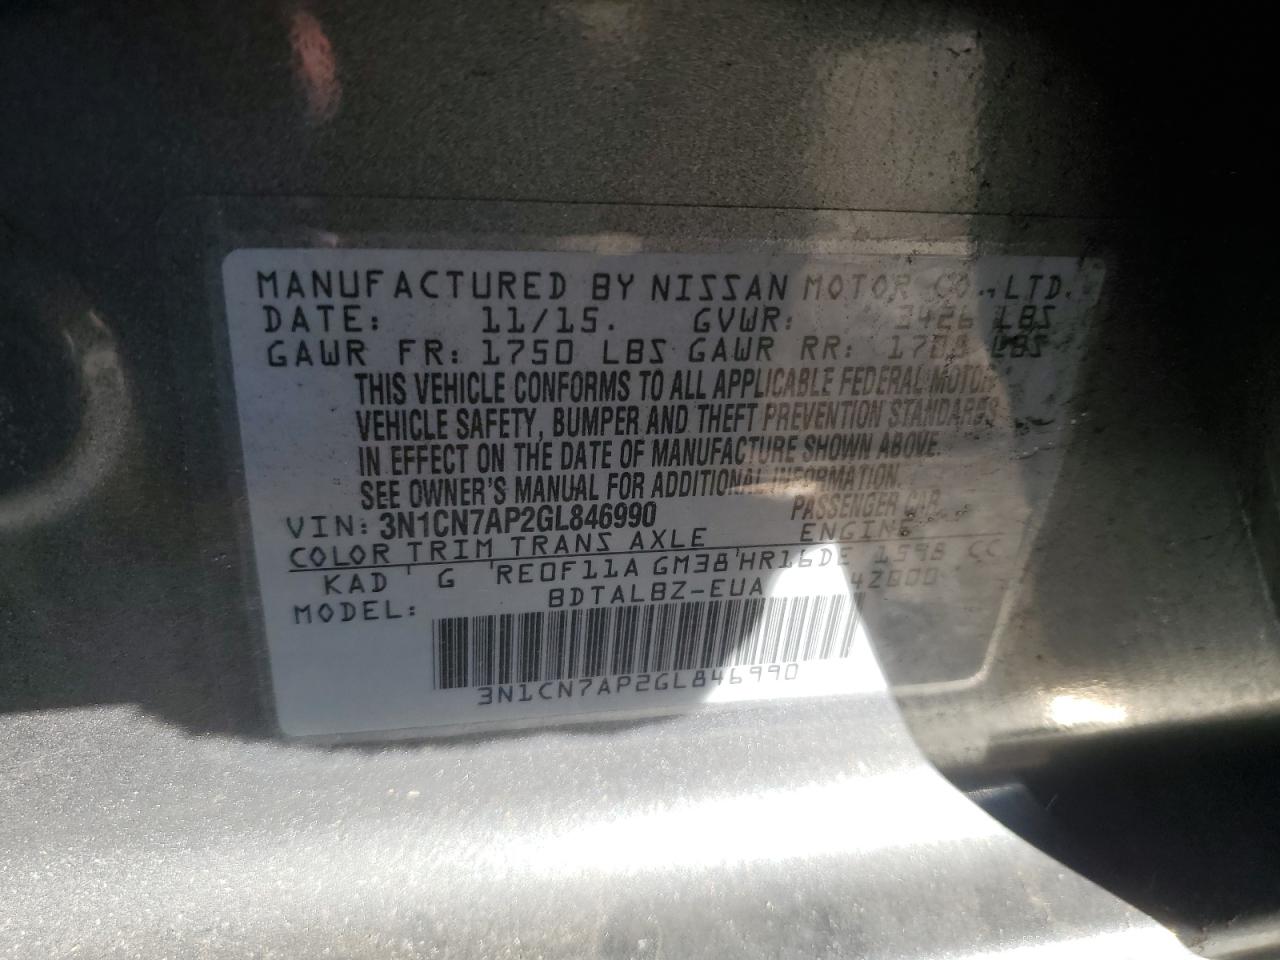 MANUFACTURED BY NISSAN MOTOR CO., LTD.
DATE: 11/15. GVWR: 3426 LBS
GAWR FR: 1750 LBS GAWR RR: LBS
THIS VEHICLE CONFORMS TO ALL APPLICABLE FEDERAL MOTOR
VEHICLE SAFETY, BUMPER AND THEFT PREVENTION STANDARDS
IN EFFECT ON THE DATE OF MANUFACTURE SHOWN ABOVE.
SEE OWNER'S MANUAL FOR ADDITIONAL INFORMATION.
VIN: 3N1CN7AP2GL846990 PASSENGER CAR
COLOR TRIM TRANS AXLE ENGINE
KAD G RE0F11A GM38 HR16DE 1598 CC
MODEL: BDTALBZ-EUA
3N1CN7AP2GL846990